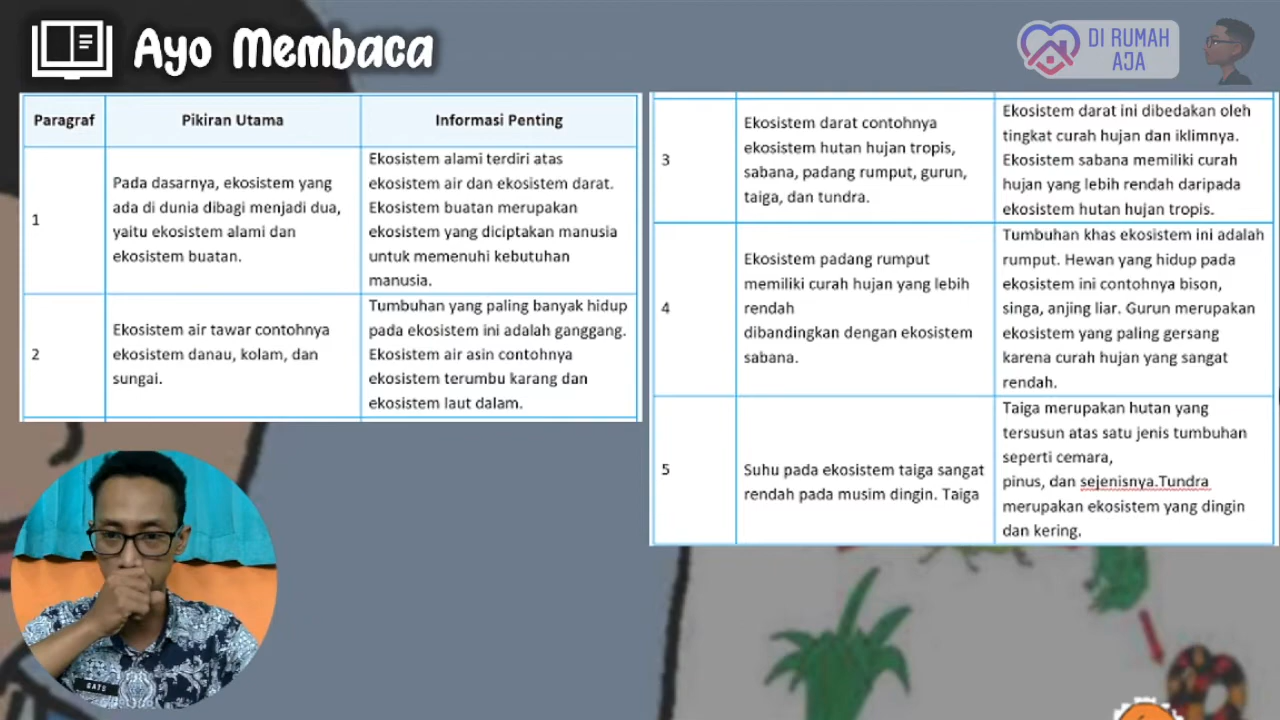 Ayo Membaca
DI RUMAH
AJA
Paragraf
Pikiran Utama
Informasi Penting
1
Pada dasarnya, ekosistem yang
ada di dunia dibagi menjadi dua,
yaitu ekosistem alami dan
ekosistem buatan.
Ekosistem alami terdiri atas
ekosistem air dan ekosistem darat.
Ekosistem buatan merupakan
ekosistem yang diciptakan manusia
untuk memenuhi kebutuhan
manusia.
2
Ekosistem air tawar contohnya
ekosistem danau, kolam, dan
sungai.
Tumbuhan yang paling banyak hidup
pada ekosistem ini adalah ganggang.
Ekosistem air asin contohnya
ekosistem terumbu karang dan
ekosistem laut dalam.
3
Ekosistem darat contohnya
ekosistem hutan hujan tropis,
sabana, padang rumput, gurun,
taiga, dan tundra.
Ekosistem darat ini dibedakan oleh
tingkat curah hujan dan iklimnya.
Ekosistem sabana memiliki curah
hujan yang lebih rendah daripada
ekosistem hutan hujan tropis.
4
Ekosistem padang rumput
memiliki curah hujan yang lebih
rendah
dibandingkan dengan ekosistem
sabana.
Tumbuhan khas ekosistem ini adalah
rumput. Hewan yang hidup pada
ekosistem ini contohnya bison,
singa, anjing liar. Gurun merupakan
ekosistem yang paling gersang
karena curah hujan yang sangat
rendah.
5
Suhu pada ekosistem taiga sangat
rendah pada musim dingin. Taiga
Taiga merupakan hutan yang
tersusun atas satu jenis tumbuhan
seperti cemara,
pinus, dan sejenisnya.Tundra
merupakan ekosistem yang dingin
dan kering.
GATS